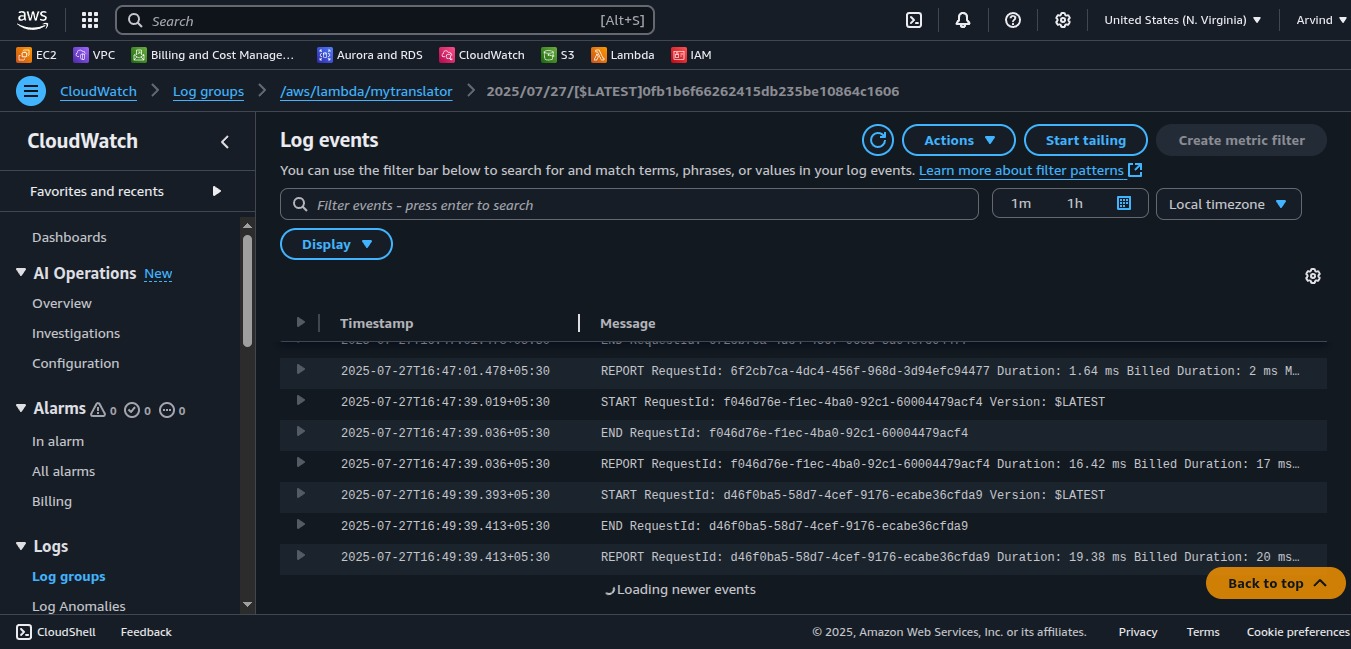 aws Search [Alt+S] United States (N. Virginia) Arvind
EC2 VPC Billing and Cost Manage... Aurora and RDS CloudWatch S3 Lambda IAM
CloudWatch Log groups /aws/lambda/mytranslator 2025/07/27/[$LATEST]0fb1b6f66262415db235be10864c1606
CloudWatch
Favorites and recents
Dashboards
AI Operations New
Overview
Investigations
Configuration
Alarms 0 0 0
In alarm
All alarms
Billing
Logs
Log groups
Log Anomalies
Log events
Actions Start tailing Create metric filter
You can use the filter bar below to search for and match terms, phrases, or values in your log events. Learn more about filter patterns
Filter events - press enter to search 1m 1h Local timezone
Display
Timestamp Message
2025-07-27T16:47:01.478+05:30 REPORT RequestId: 6f2cb7ca-4dc4-456f-968d-3d94efc94477 Duration: 1.64 ms Billed Duration: 2 ms M…
2025-07-27T16:47:39.019+05:30 START RequestId: f046d76e-f1ec-4ba0-92c1-60004479acf4 Version: $LATEST
2025-07-27T16:47:39.036+05:30 END RequestId: f046d76e-f1ec-4ba0-92c1-60004479acf4
2025-07-27T16:47:39.036+05:30 REPORT RequestId: f046d76e-f1ec-4ba0-92c1-60004479acf4 Duration: 16.42 ms Billed Duration: 17 ms…
2025-07-27T16:49:39.393+05:30 START RequestId: d46f0ba5-58d7-4cef-9176-ecabe36cfda9 Version: $LATEST
2025-07-27T16:49:39.413+05:30 END RequestId: d46f0ba5-58d7-4cef-9176-ecabe36cfda9
2025-07-27T16:49:39.413+05:30 REPORT RequestId: d46f0ba5-58d7-4cef-9176-ecabe36cfda9 Duration: 19.38 ms Billed Duration: 20 ms…
Loading newer events
Back to top
CloudShell Feedback © 2025, Amazon Web Services, Inc. or its affiliates. Privacy Terms Cookie preferences